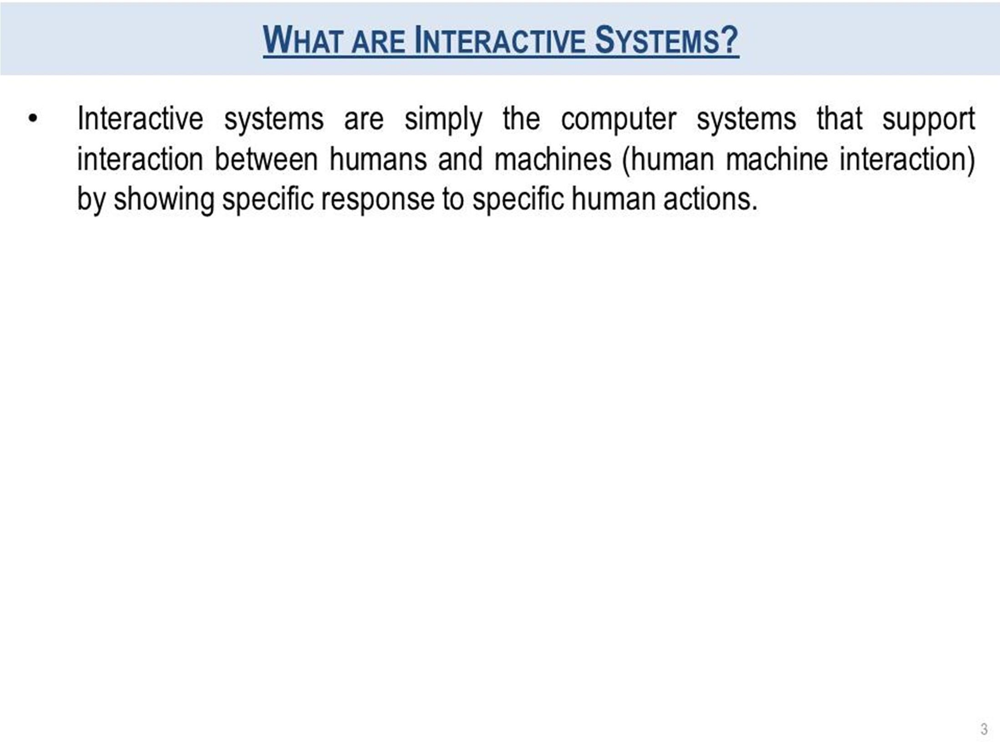 WHAT ARE INTERACTIVE SYSTEMS?
• Interactive systems are simply the computer systems that support
interaction between humans and machines (human machine interaction)
by showing specific response to specific human actions.
3